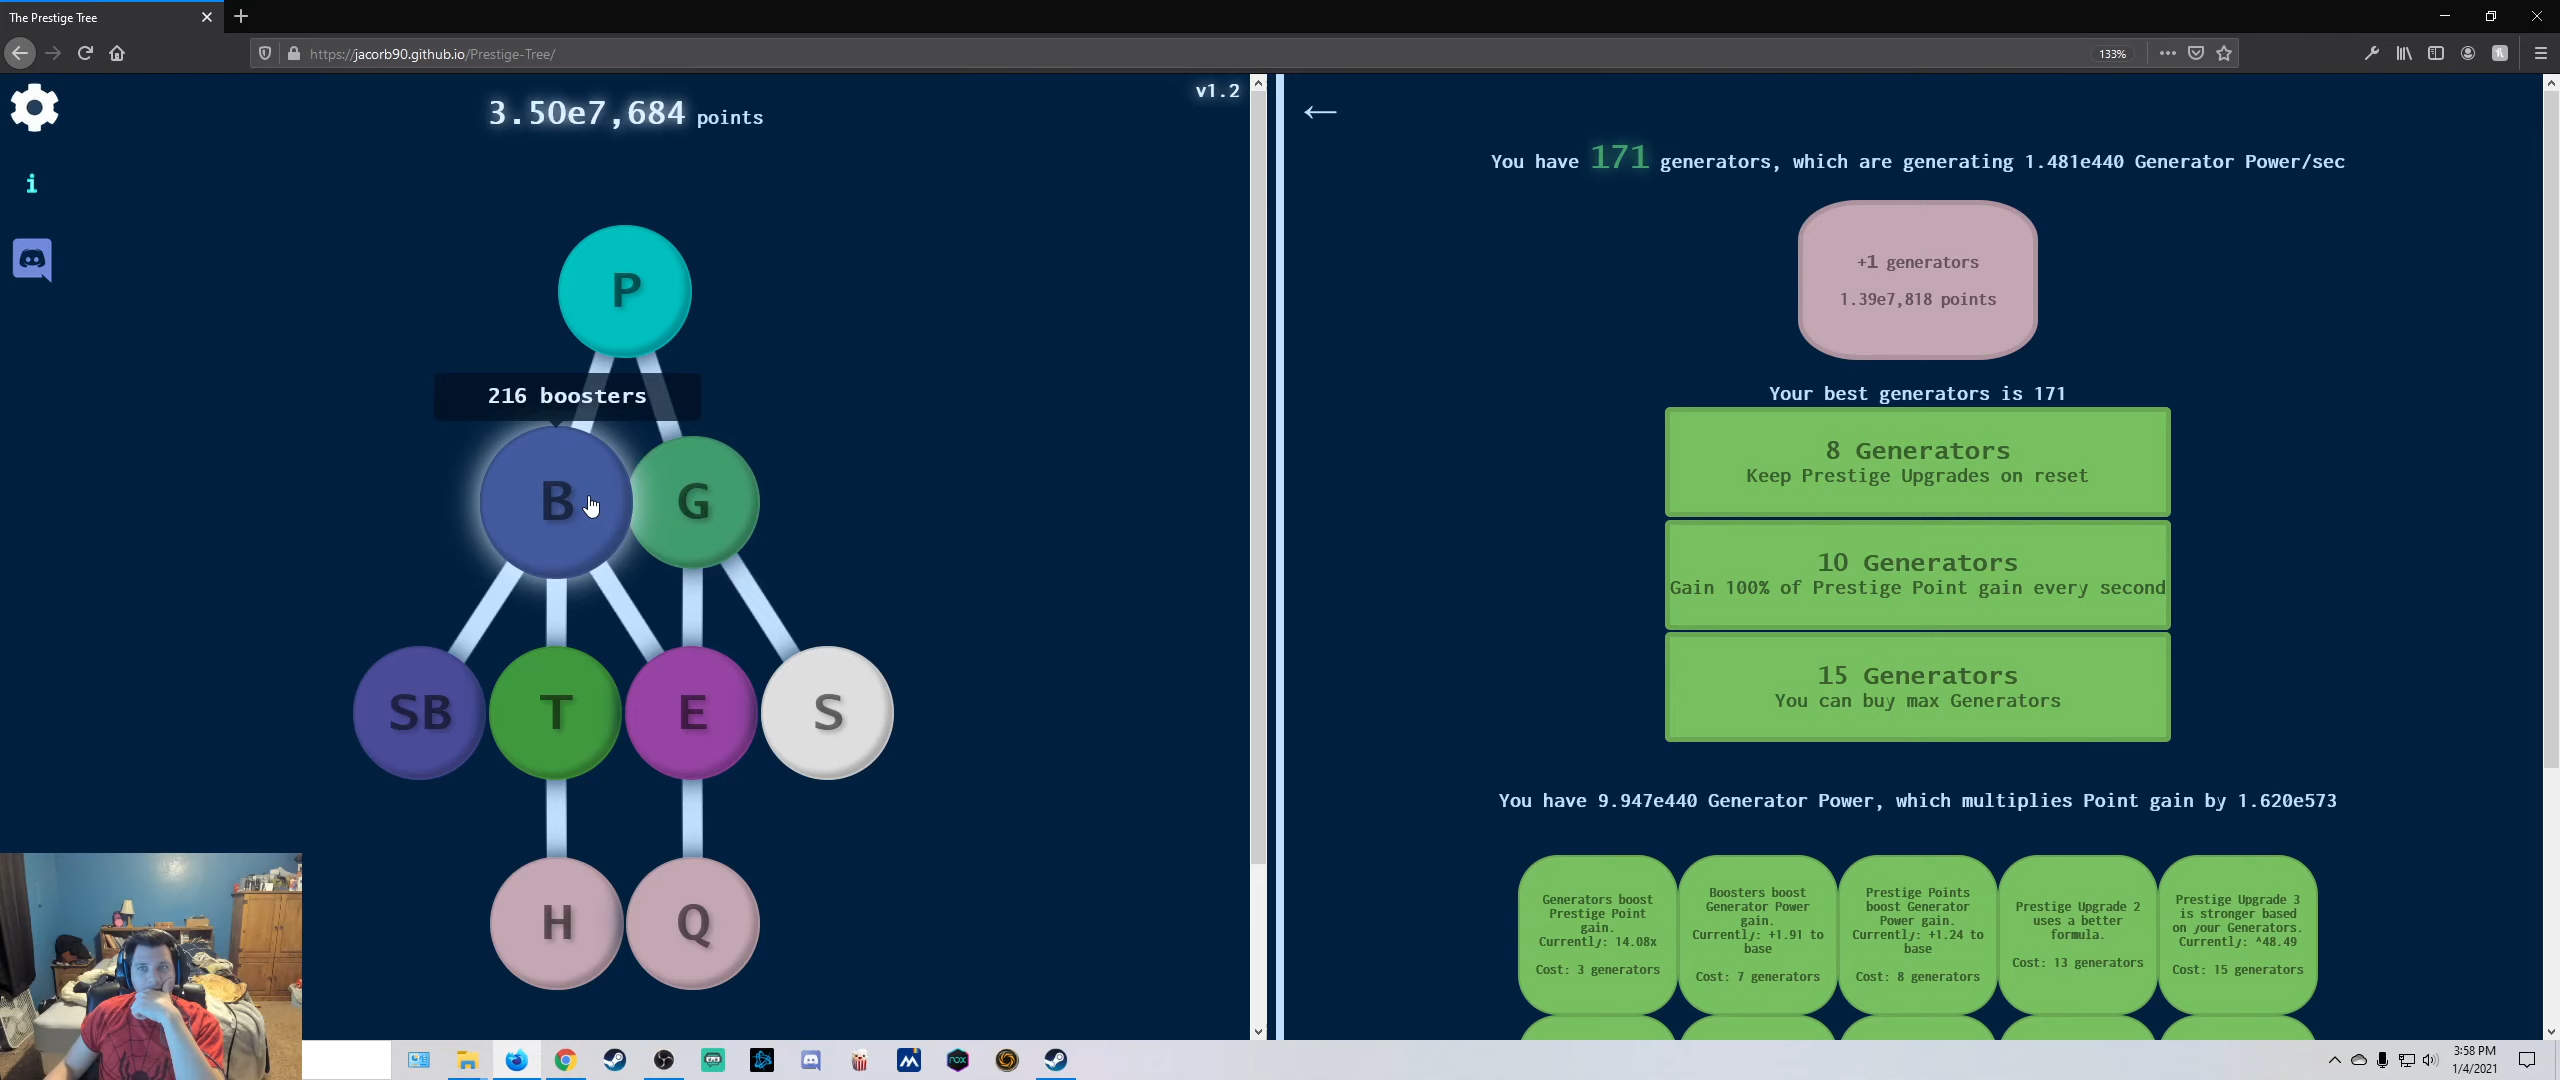 The Prestige Tree
https://jacorb90.github.io/Prestige-Tree/
133%
v1.2
3.50e7,684 points
i
P
216 boosters
B
G
SB
T
E
S
H
Q
You have 171 generators, which are generating 1.481e440 Generator Power/sec
+1 generators
1.39e7,818 points
Your best generators is 171
8 Generators
Keep Prestige Upgrades on reset
10 Generators
Gain 100% of Prestige Point gain every second
15 Generators
You can buy max Generators
You have 9.947e440 Generator Power, which multiplies Point gain by 1.620e573
Generators boost
Prestige Point
gain.
Currently: 14.08x
Cost: 3 generators
Boosters boost
Generator Power
gain.
Currently: +1.91 to
base
Cost: 7 generators
Prestige Points
boost Generator
Power gain.
Currently: +1.24 to
base
Cost: 8 generators
Prestige Upgrade 2
uses a better
formula.
Cost: 13 generators
Prestige Upgrade 3
is stronger based
on your Generators.
Currently: ^48.49
Cost: 15 generators
nox
3:58 PM
1/4/2021